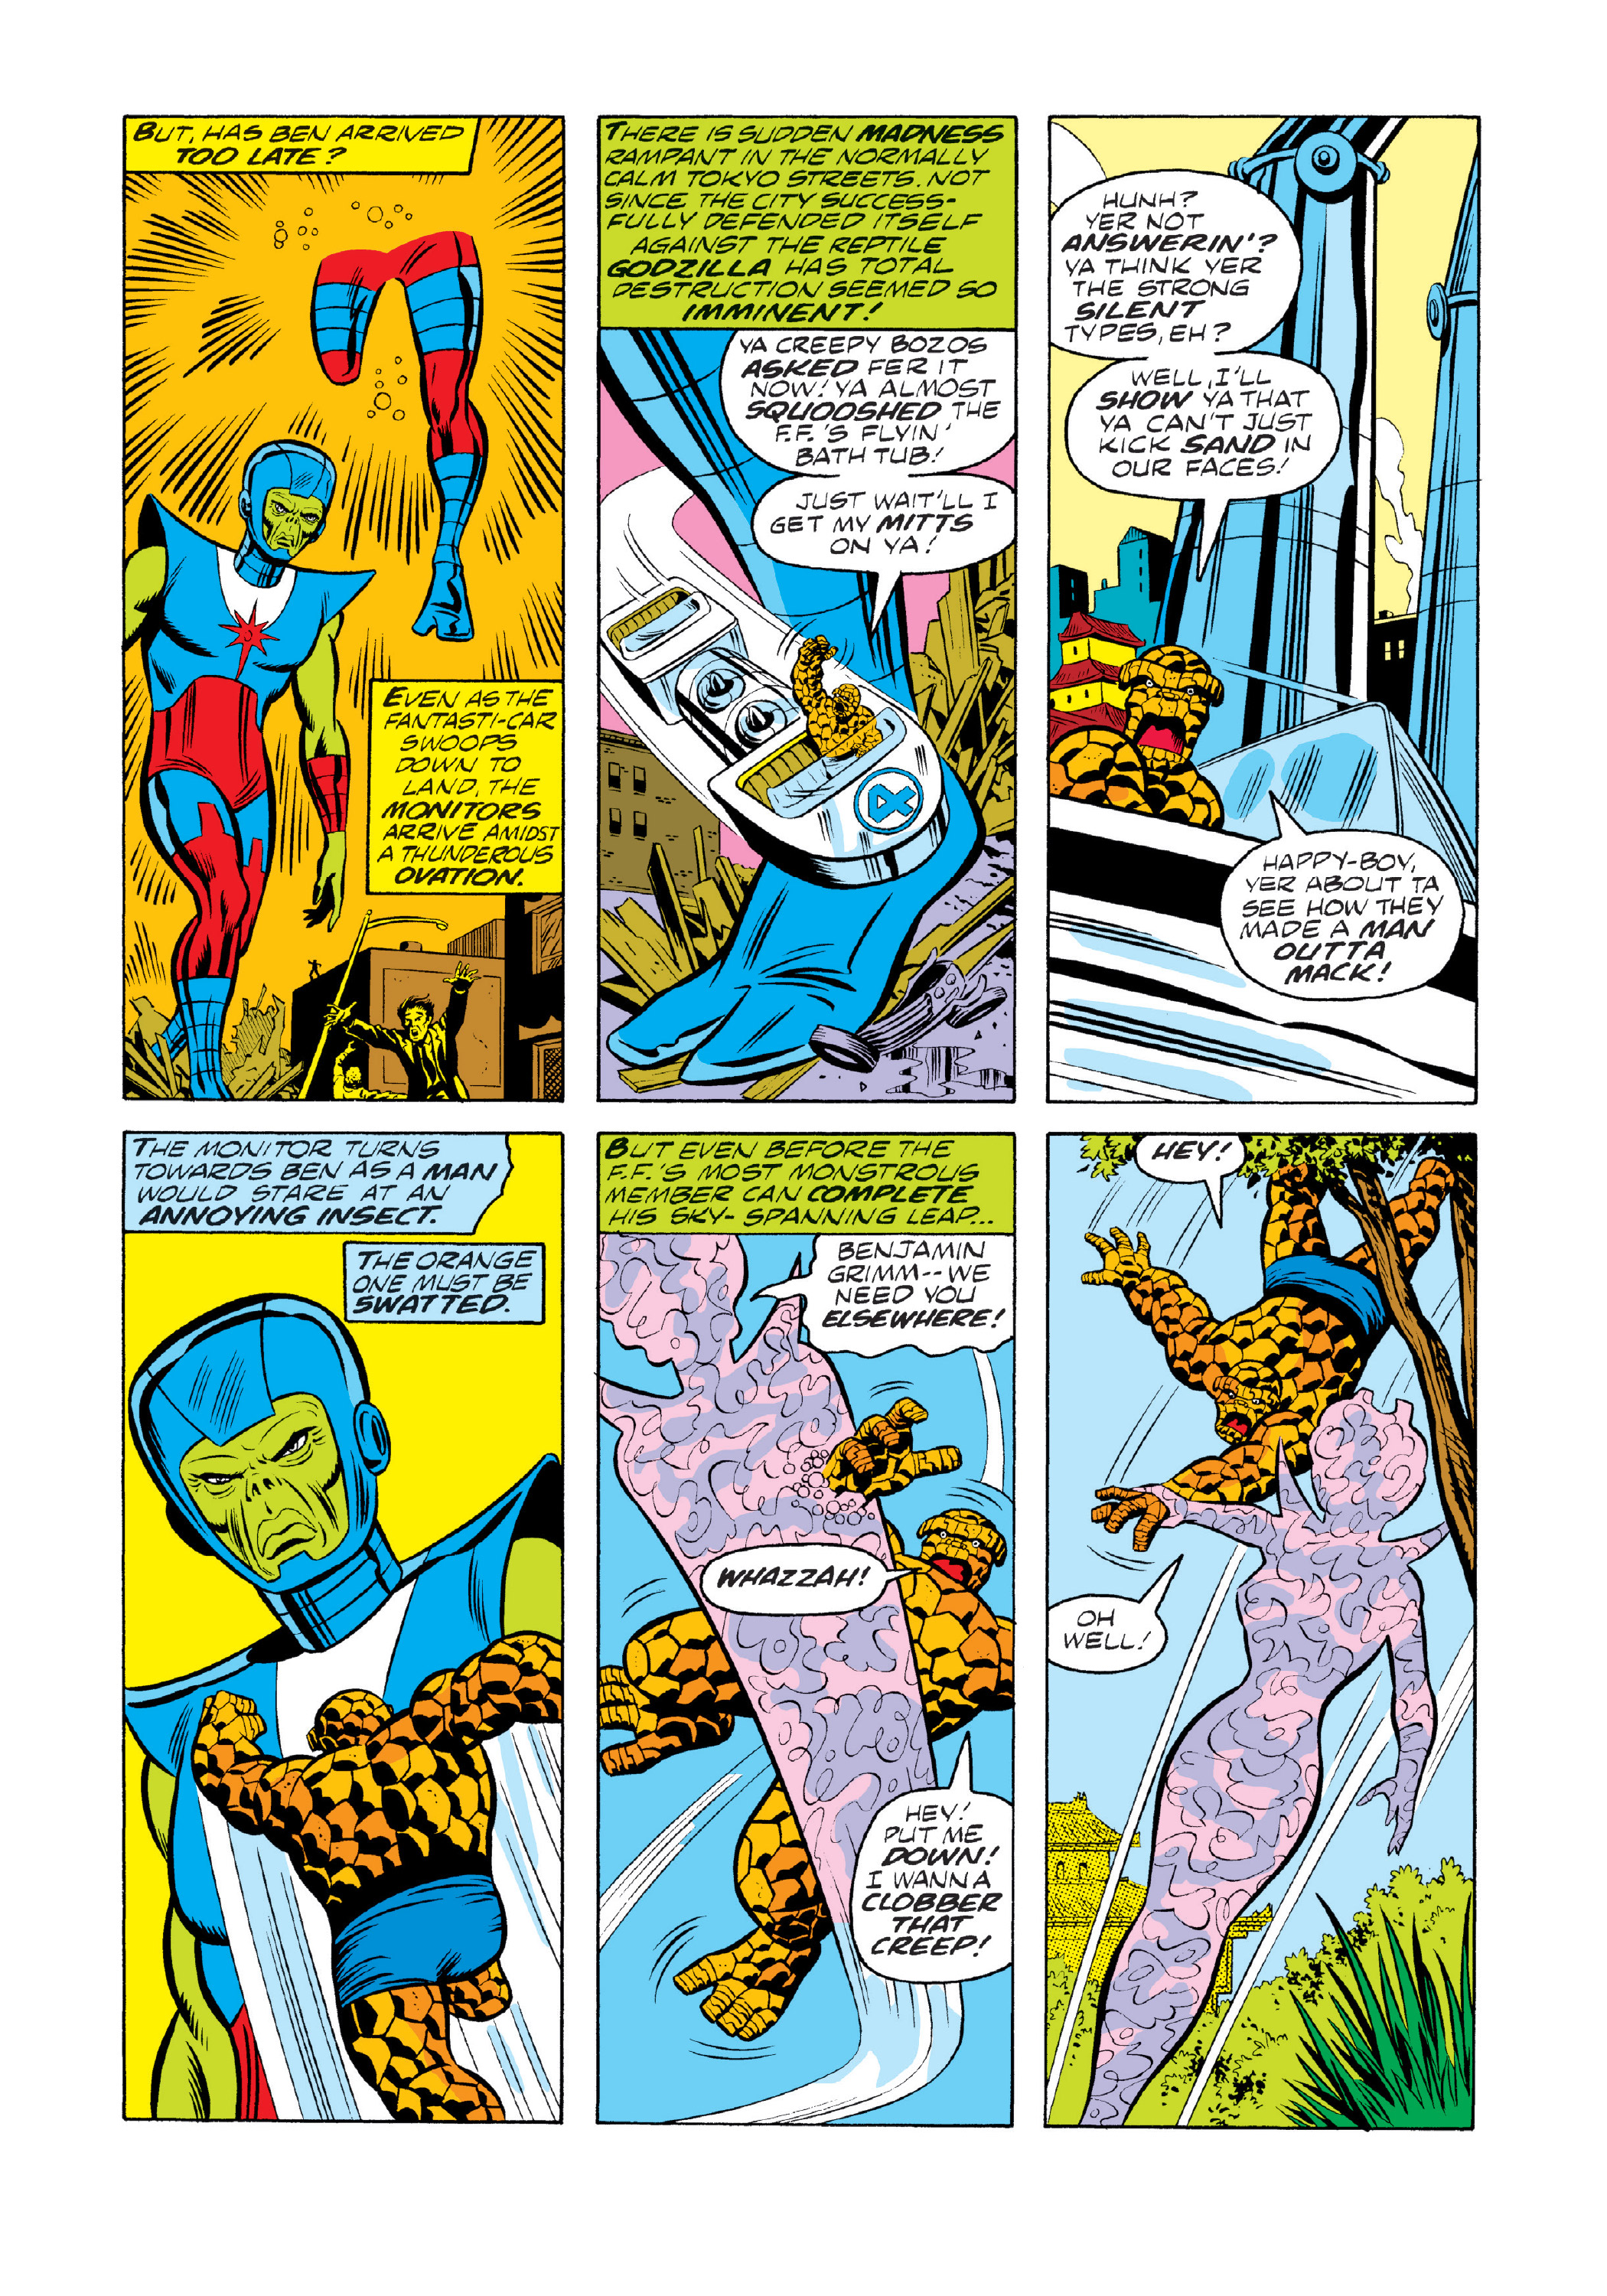 BUT, HAS BEN ARRIVED
TOO LATE?
EVEN AS THE
FANTASTI-CAR
SWOOPS
DOWN TO
LAND, THE
MONITORS
ARRIVE AMIDST
A THUNDEROUS
OVATION.
THERE IS SUDDEN MADNESS
RAMPANT IN THE NORMALLY
CALM TOKYO STREETS. NOT
SINCE THE CITY SUCCESS-
FULLY DEFENDED ITSELF
AGAINST THE REPTILE
GODZILLA HAS TOTAL
DESTRUCTION SEEMED SO
IMMINENT!
YA CREEPY BOZOS
ASKED FER IT
NOW! YA ALMOST
SQUOOSHED THE
F.F.'S FLYIN'
BATH TUB!
JUST WAIT'LL I
GET MY MITTS
ON YA!
4
HUNH?
YER NOT
ANSWERIN'?
YA THINK YER
THE STRONG
SILENT
TYPES, EH?
WELL, I'LL
SHOW YA THAT
YA CAN'T JUST
KICK SAND IN
OUR FACES!
HAPPY-BOY,
YER ABOUT TA
SEE HOW THEY
MADE A MAN
OUTTA
MACK!
THE MONITOR TURNS
TOWARDS BEN AS A MAN
WOULD STARE AT AN
ANNOYING INSECT.
THE ORANGE
ONE MUST BE
SWATTED.
BUT EVEN BEFORE THE
F.F.'S MOST MONSTROUS
MEMBER CAN COMPLETE
HIS SKY-SPANNING LEAP...
BENJAMIN
GRIMM--WE
NEED YOU
ELSEWHERE!
WHAZZAH!
HEY!
PUT ME
DOWN!
I WANNA
CLOBBER
THAT
CREEP!
HEY!
OH
WELL!